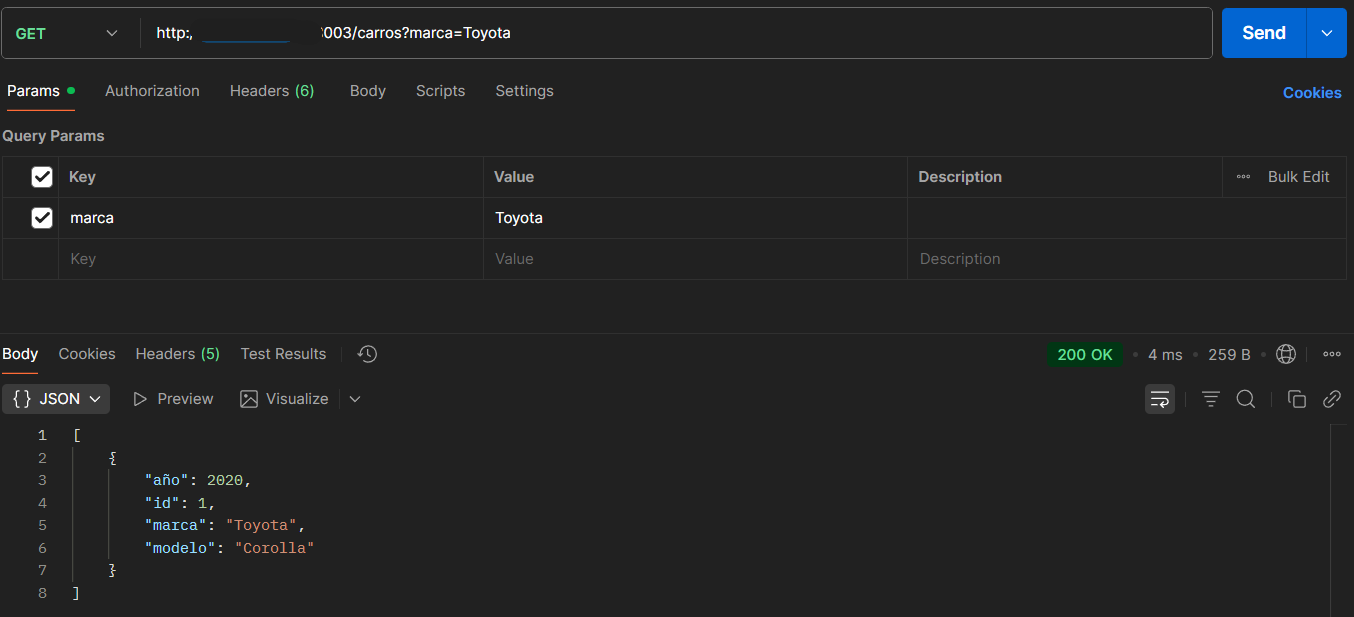 GET http:, :003/carros?marca=Toyota Send
Params Authorization Headers (6) Body Scripts Settings Cookies
Query Params
Key Value Description Bulk Edit
marca Toyota
Key Value Description
Body Cookies Headers (5) Test Results 200 OK • 4 ms • 259 B
{} JSON Preview Visualize
1 [
2 {
3 "año": 2020,
4 "id": 1,
5 "marca": "Toyota",
6 "modelo": "Corolla"
7 }
8 ]